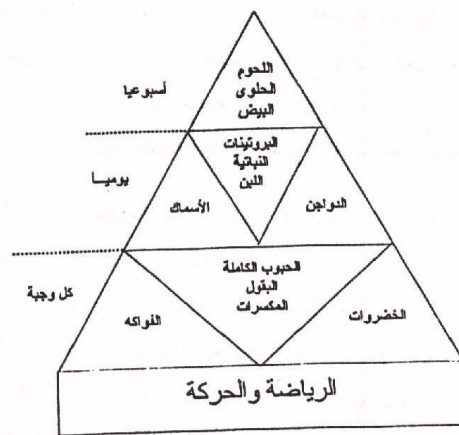 اللحوم
الحلوى
البيض
أسبوعيا
البروتينات
النباتية
اللبن
يوميــا
الأسماك
الدواجن
الحبوب الكاملة
البقول
المكسرات
كل وجبة
الخضروات
الفواكه
الرياضة والحركة